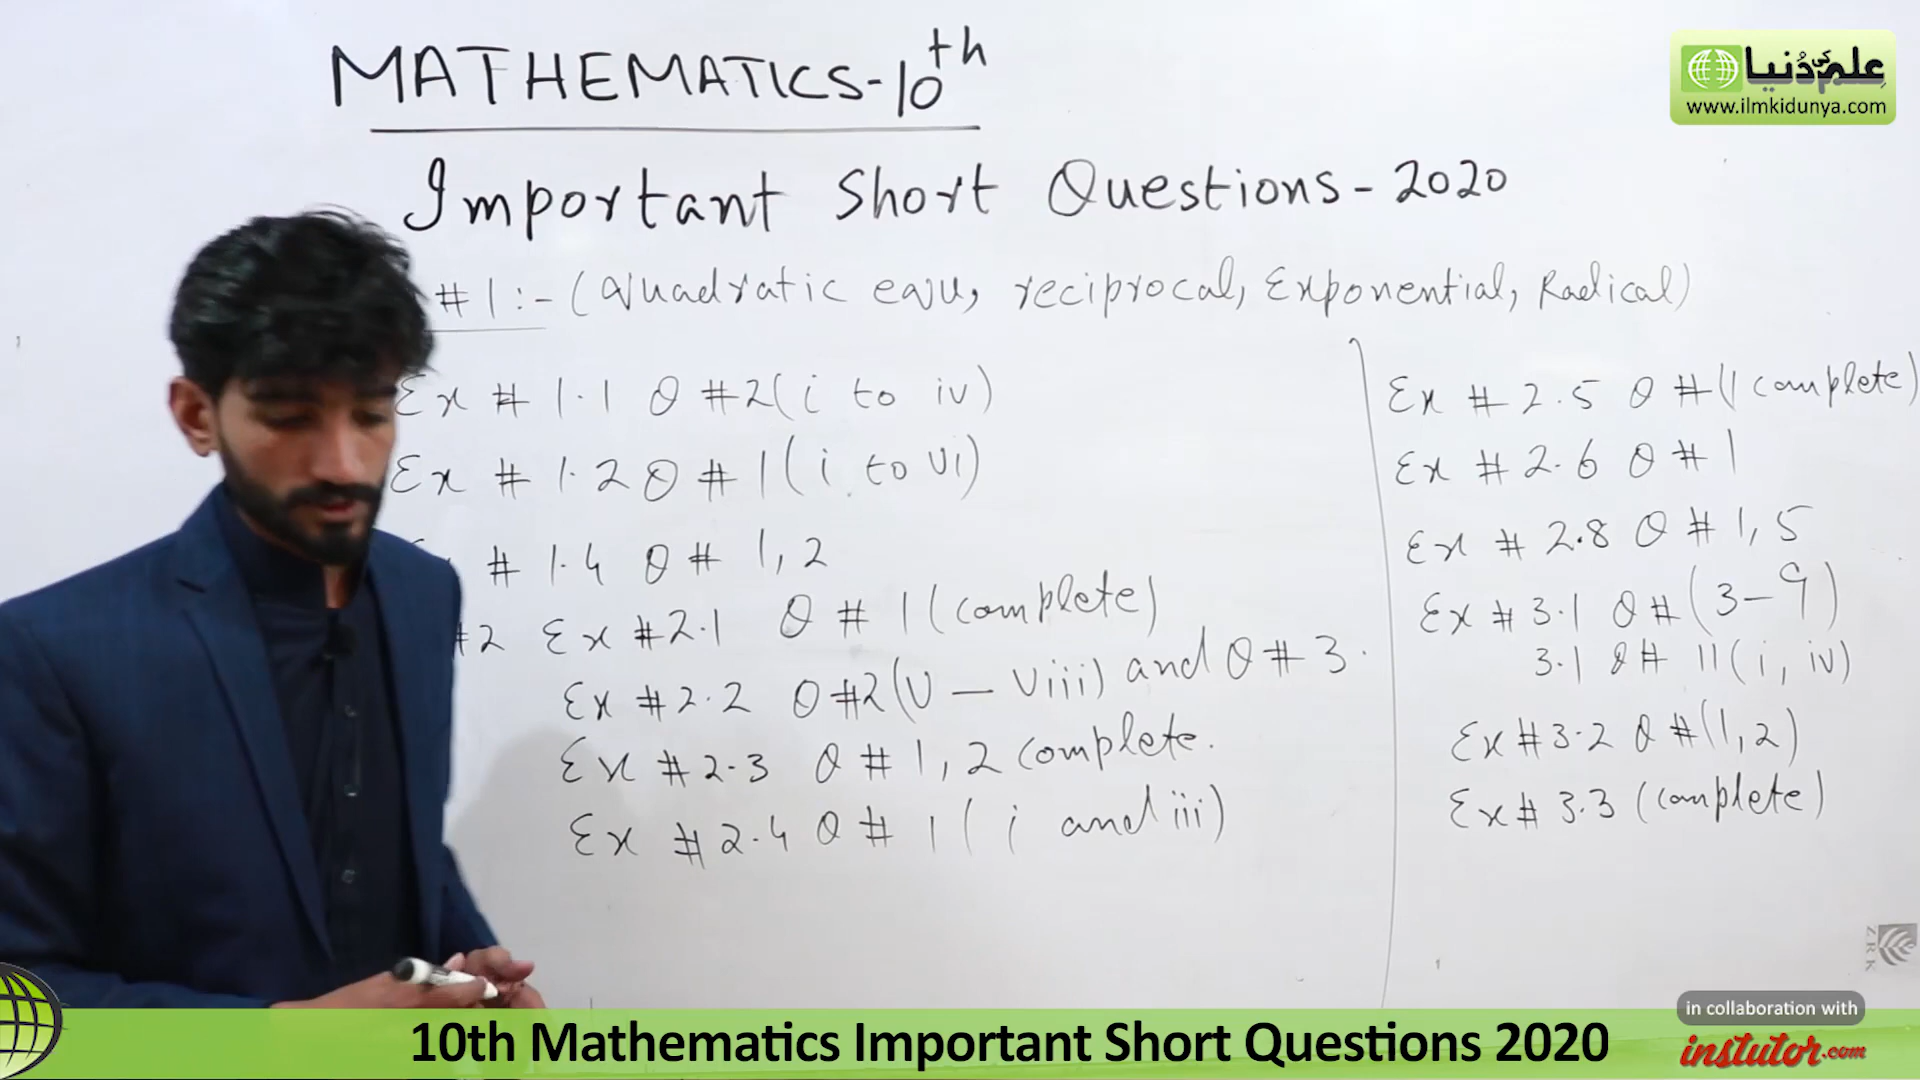 MATHEMATICS-10th
Important Short Questions-2020
#1:- (Quadratic equ, reciprocal, Exponential, Radical)
Ex # 1.1 Q #2(i to iv)
Ex # 1.2 Q # 1(i to vi)
# 1.4 Q # 1,2
#2 Ex #2.1 Q # 1 (complete)
Ex #2.2 Q #2(V - Viii) and Q # 3.
Ex #2.3 Q # 1,2 complete.
Ex #2.4 Q # 1 (i and iii)
Ex # 2.5 Q # 1(complete)
Ex # 2.6 Q # 1
Ex # 2.8 Q # 1,5
Ex # 3.1 Q # (3-9)
3.1 Q # 11(i, iv)
Ex #3.2 Q #(1,2)
Ex # 3.3 (complete)
علم کی دُنیا
www.ilmkidunya.com
ZRK
in collaboration with
instutor.com
10th Mathematics Important Short Questions 2020